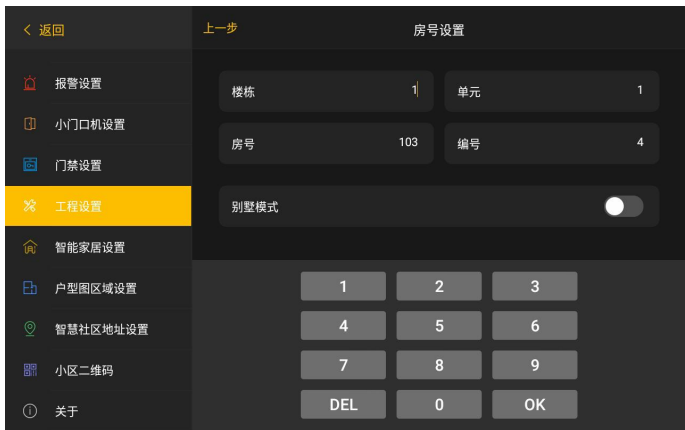 返回
上一步
房号设置
报警设置
小门口机设置
门禁设置
工程设置
智能家居设置
户型图区域设置
智慧社区地址设置
小区二维码
关于
楼栋 1
单元 1
房号 103
编号 4
别墅模式
1 2 3
4 5 6
7 8 9
DEL 0 OK